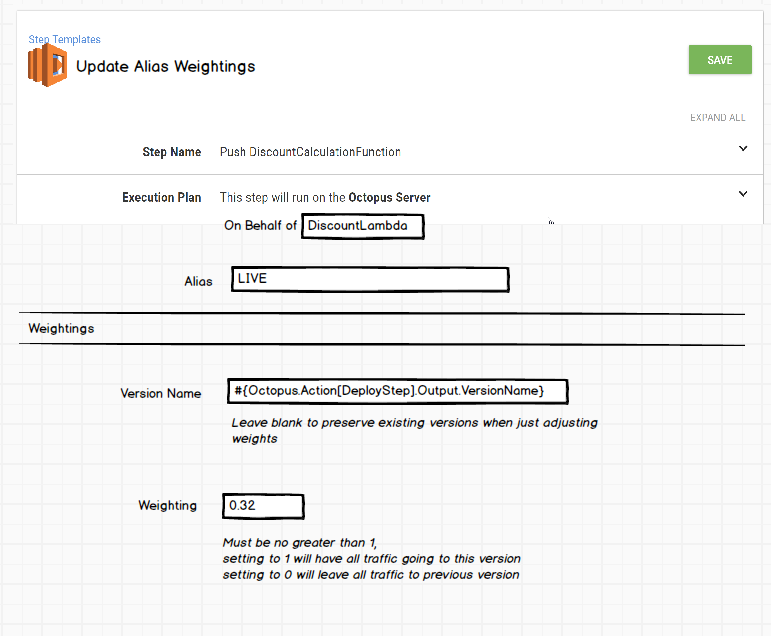 Step Templates
Update Alias Weightings
SAVE
EXPAND ALL
Step Name Push DiscountCalculationFunction
Execution Plan This step will run on the Octopus Server
On Behalf of DiscountLambda
Alias LIVE
Weightings
Version Name #{Octopus.Action[DeployStep].Output.VersionName}
Leave blank to preserve existing versions when just adjusting
weights
Weighting 0.32
Must be no greater than 1,
setting to 1 will have all traffic going to this version
setting to 0 will leave all traffic to previous version